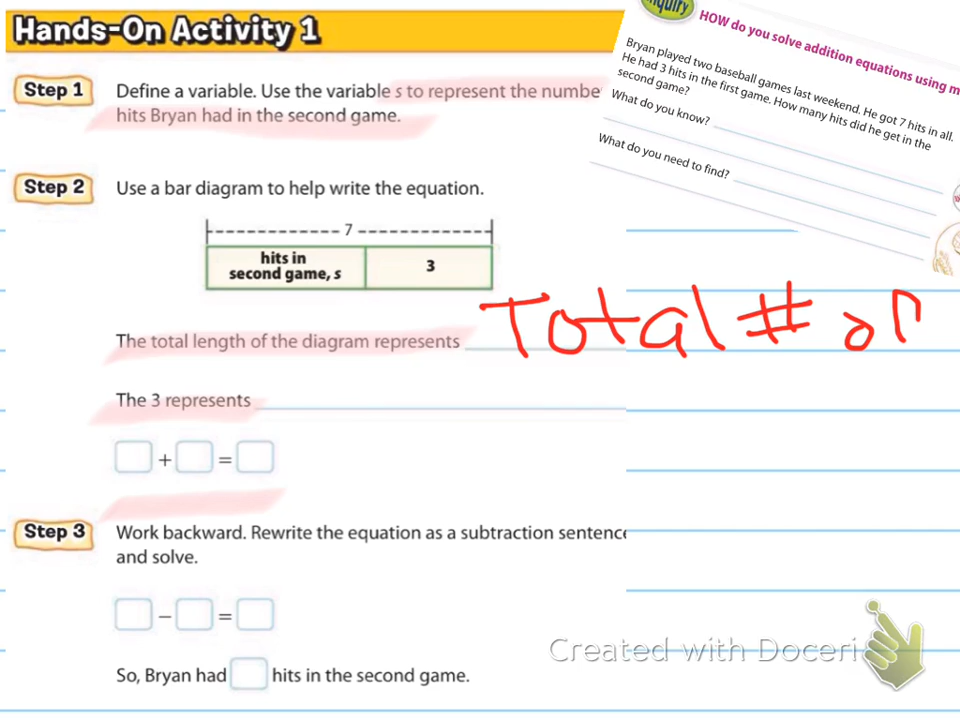 Hands-On Activity 1
nquiry
HOW do you solve addition equations using m
Bryan played two baseball games last weekend. He got 7 hits in all.
He had 3 hits in the first game. How many hits did he get in the
second game?
What do you know?
What do you need to find?
Step 1
Define a variable. Use the variable s to represent the numbe
hits Bryan had in the second game.
Step 2
Use a bar diagram to help write the equation.
7
hits in
second game, s
3
The total length of the diagram represents
Total # of
The 3 represents
+ =
Step 3
Work backward. Rewrite the equation as a subtraction sentence
and solve.
− =
So, Bryan had hits in the second game.
Created with Doceri